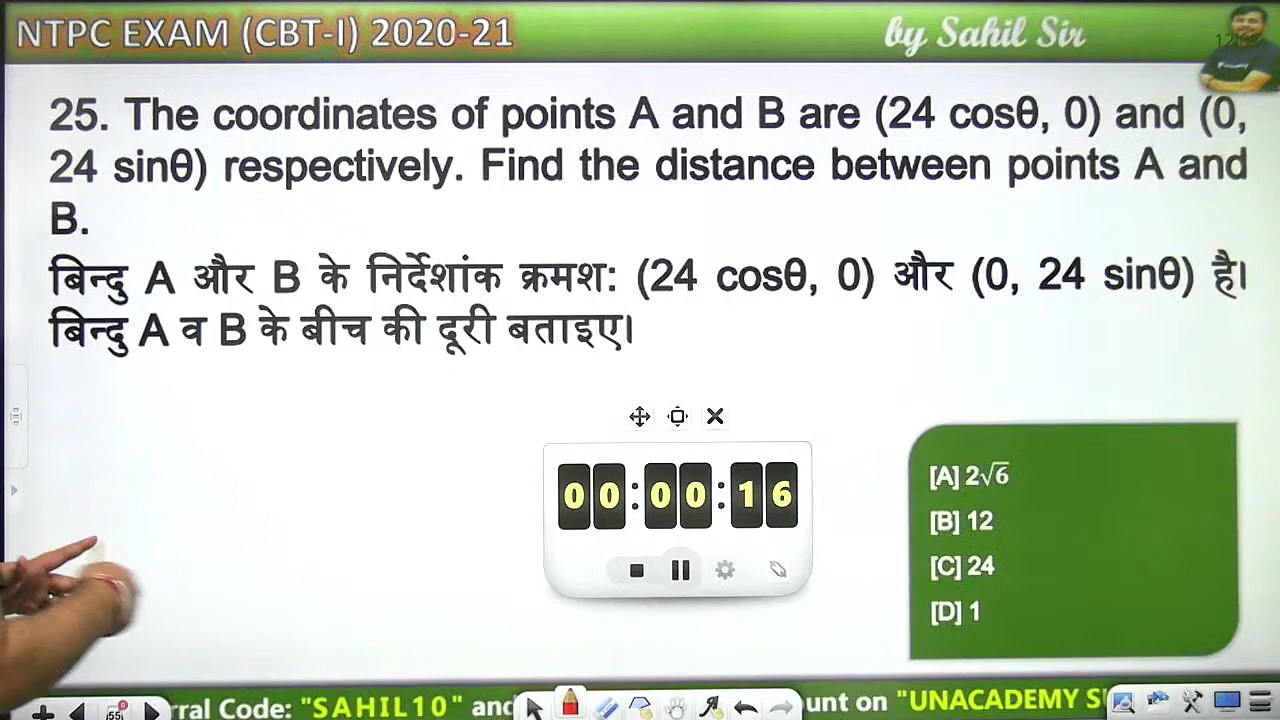 NTPC EXAM (CBT-I) 2020-21
by Sahil Sir
25. The coordinates of points A and B are (24 cosθ, 0) and (0,
24 sinθ) respectively. Find the distance between points A and
B.
बिन्दु A और B के निर्देशांक क्रमश: (24 cosθ, 0) और (0, 24 sinθ) है।
बिन्दु A व B के बीच की दूरी बताइए।
00:00:16
[A] 2√6
[B] 12
[C] 24
[D] 1
55
rral Code: "SAHIL10" and
unt on "UNACADEMY S